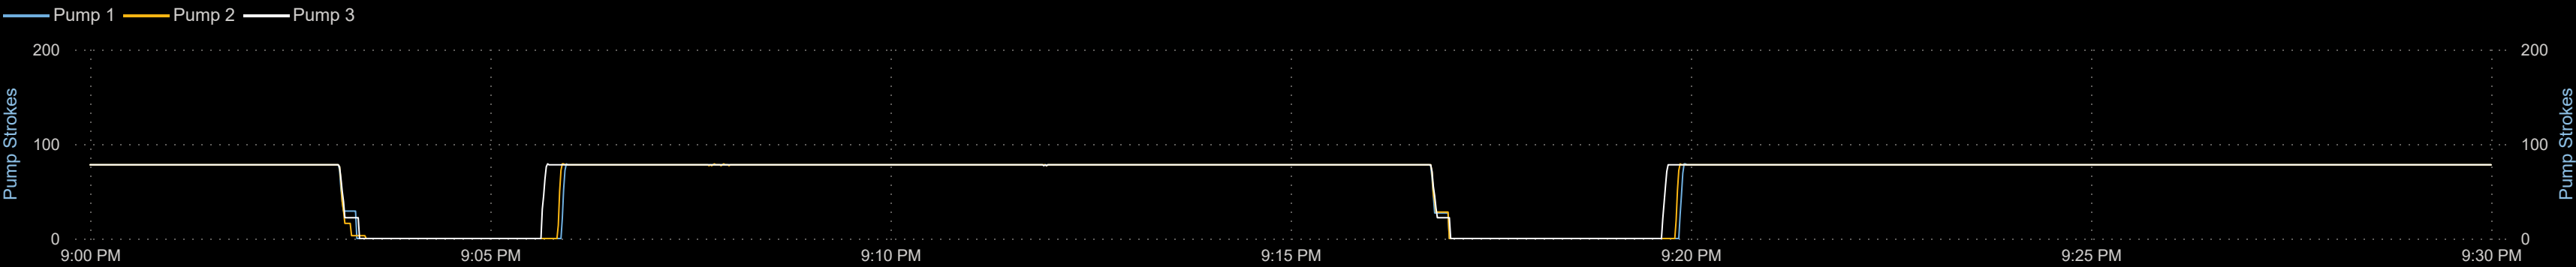 Pump 1 Pump 2 Pump 3
200 200
Pump Strokes Pump Strokes
100 100
0 0
9:00 PM 9:05 PM 9:10 PM 9:15 PM 9:20 PM 9:25 PM 9:30 PM